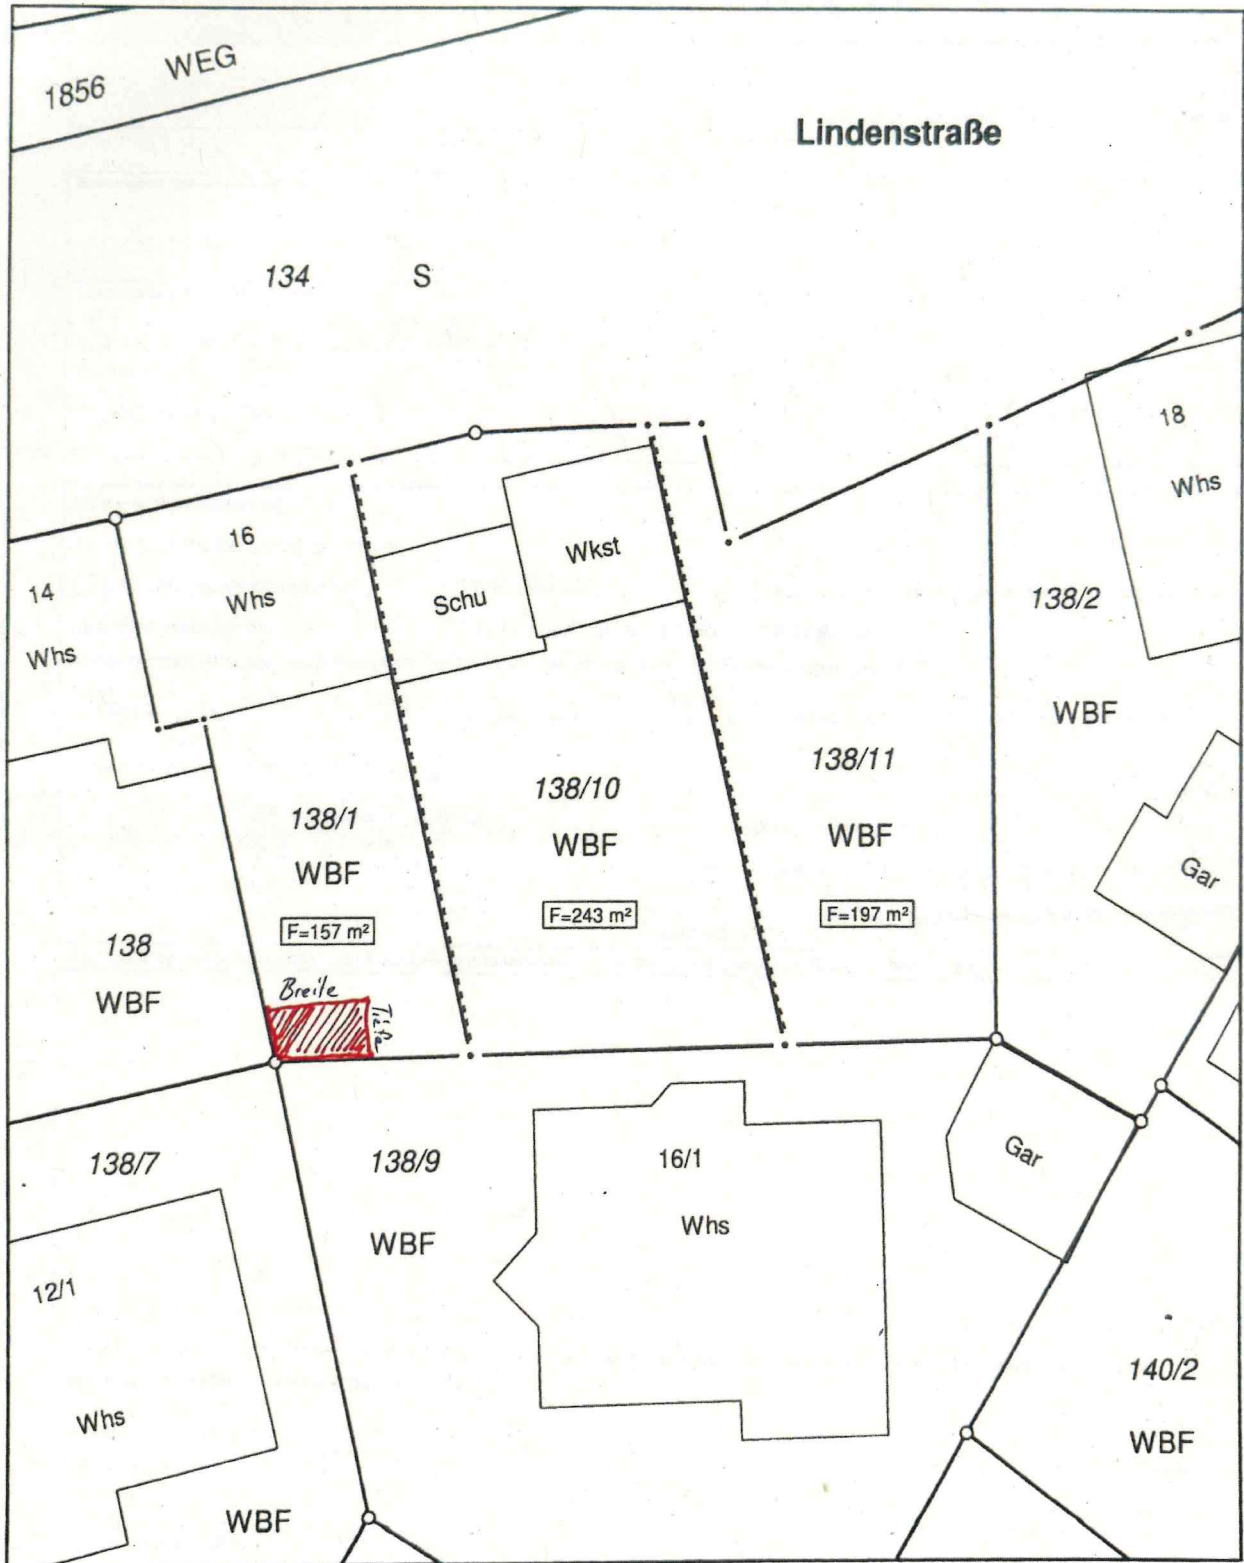 1856 WEG
Lindenstraße
134 S
18
Whs
16
Whs
14
Whs
Wkst
Schu
138/2
WBF
138/1
WBF
F=157 m²
138/10
WBF
F=243 m²
138/11
WBF
F=197 m²
Gar
138
WBF
Breite
Tiefe
138/7
138/9
WBF
16/1
Whs
Gar
12/1
Whs
WBF
140/2
WBF